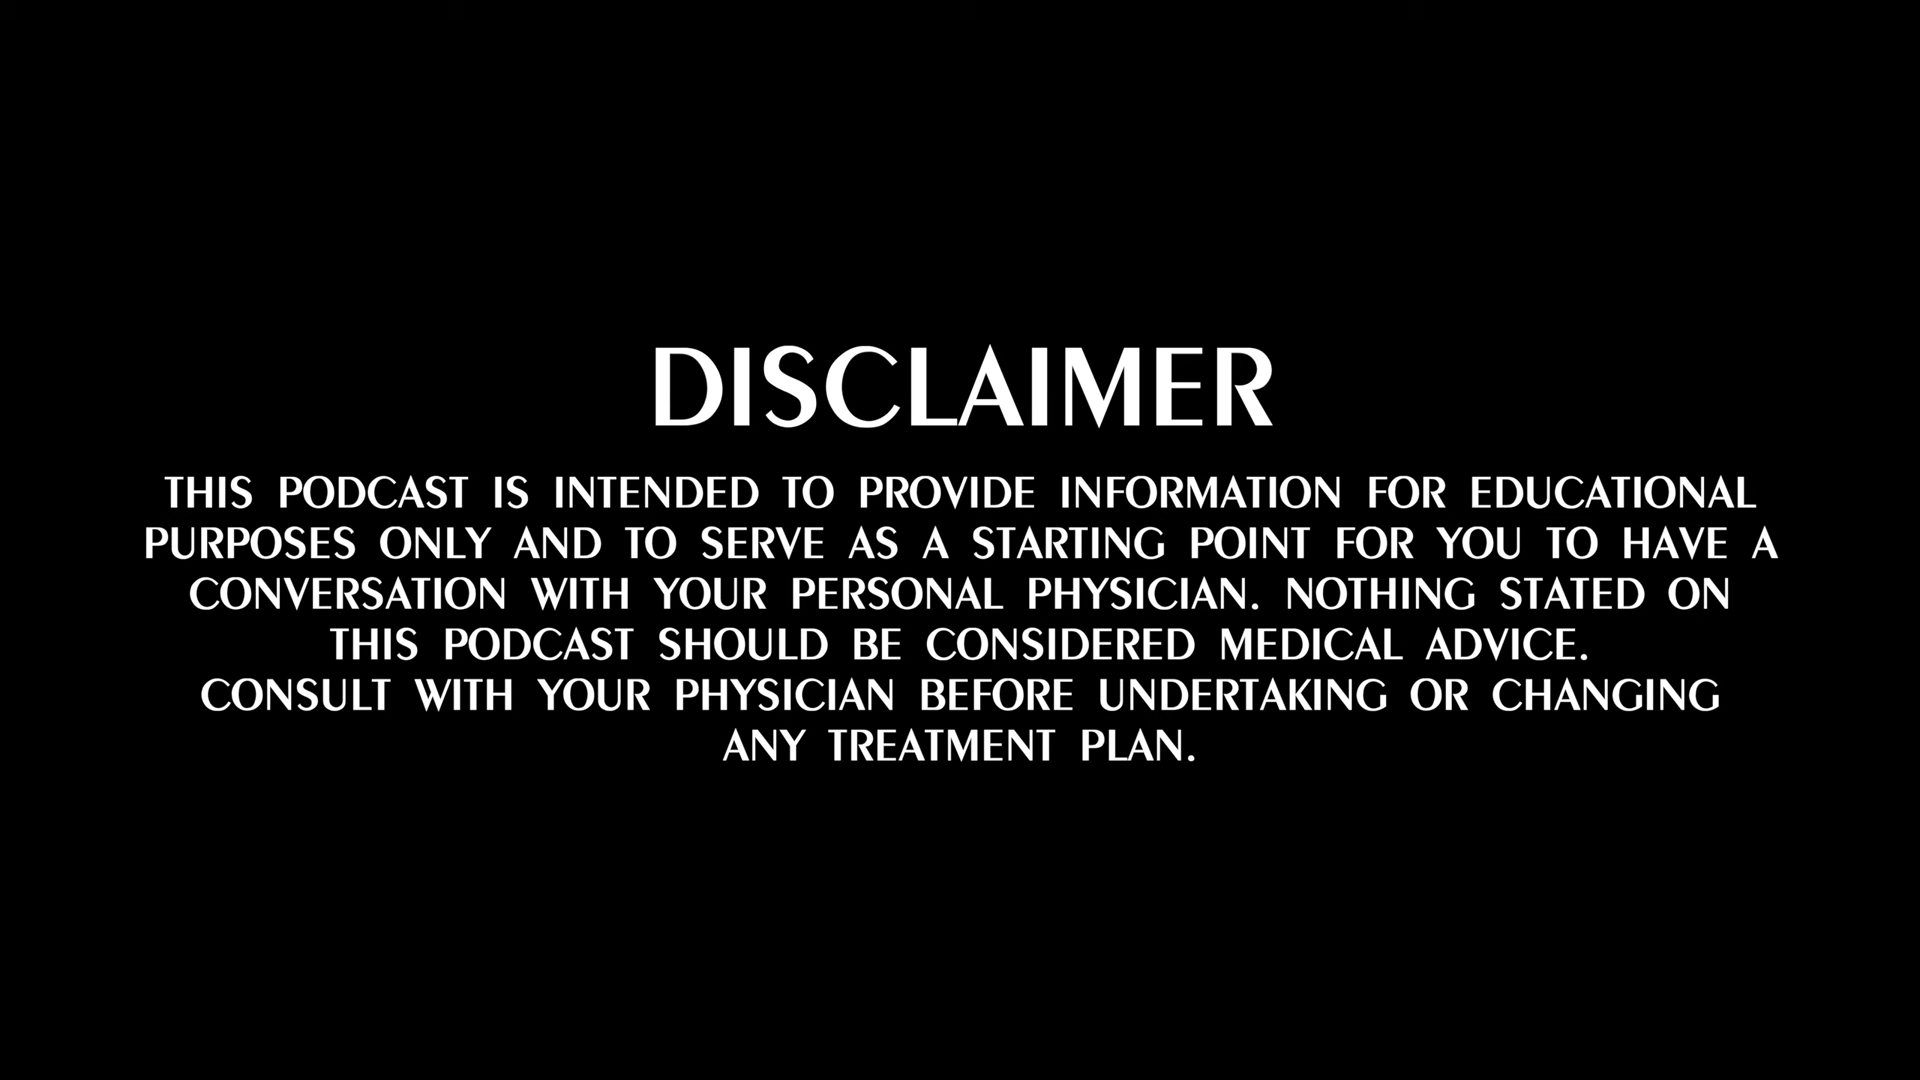 DISCLAIMER
THIS PODCAST IS INTENDED TO PROVIDE INFORMATION FOR EDUCATIONAL
PURPOSES ONLY AND TO SERVE AS A STARTING POINT FOR YOU TO HAVE A
CONVERSATION WITH YOUR PERSONAL PHYSICIAN. NOTHING STATED ON
THIS PODCAST SHOULD BE CONSIDERED MEDICAL ADVICE.
CONSULT WITH YOUR PHYSICIAN BEFORE UNDERTAKING OR CHANGING
ANY TREATMENT PLAN.